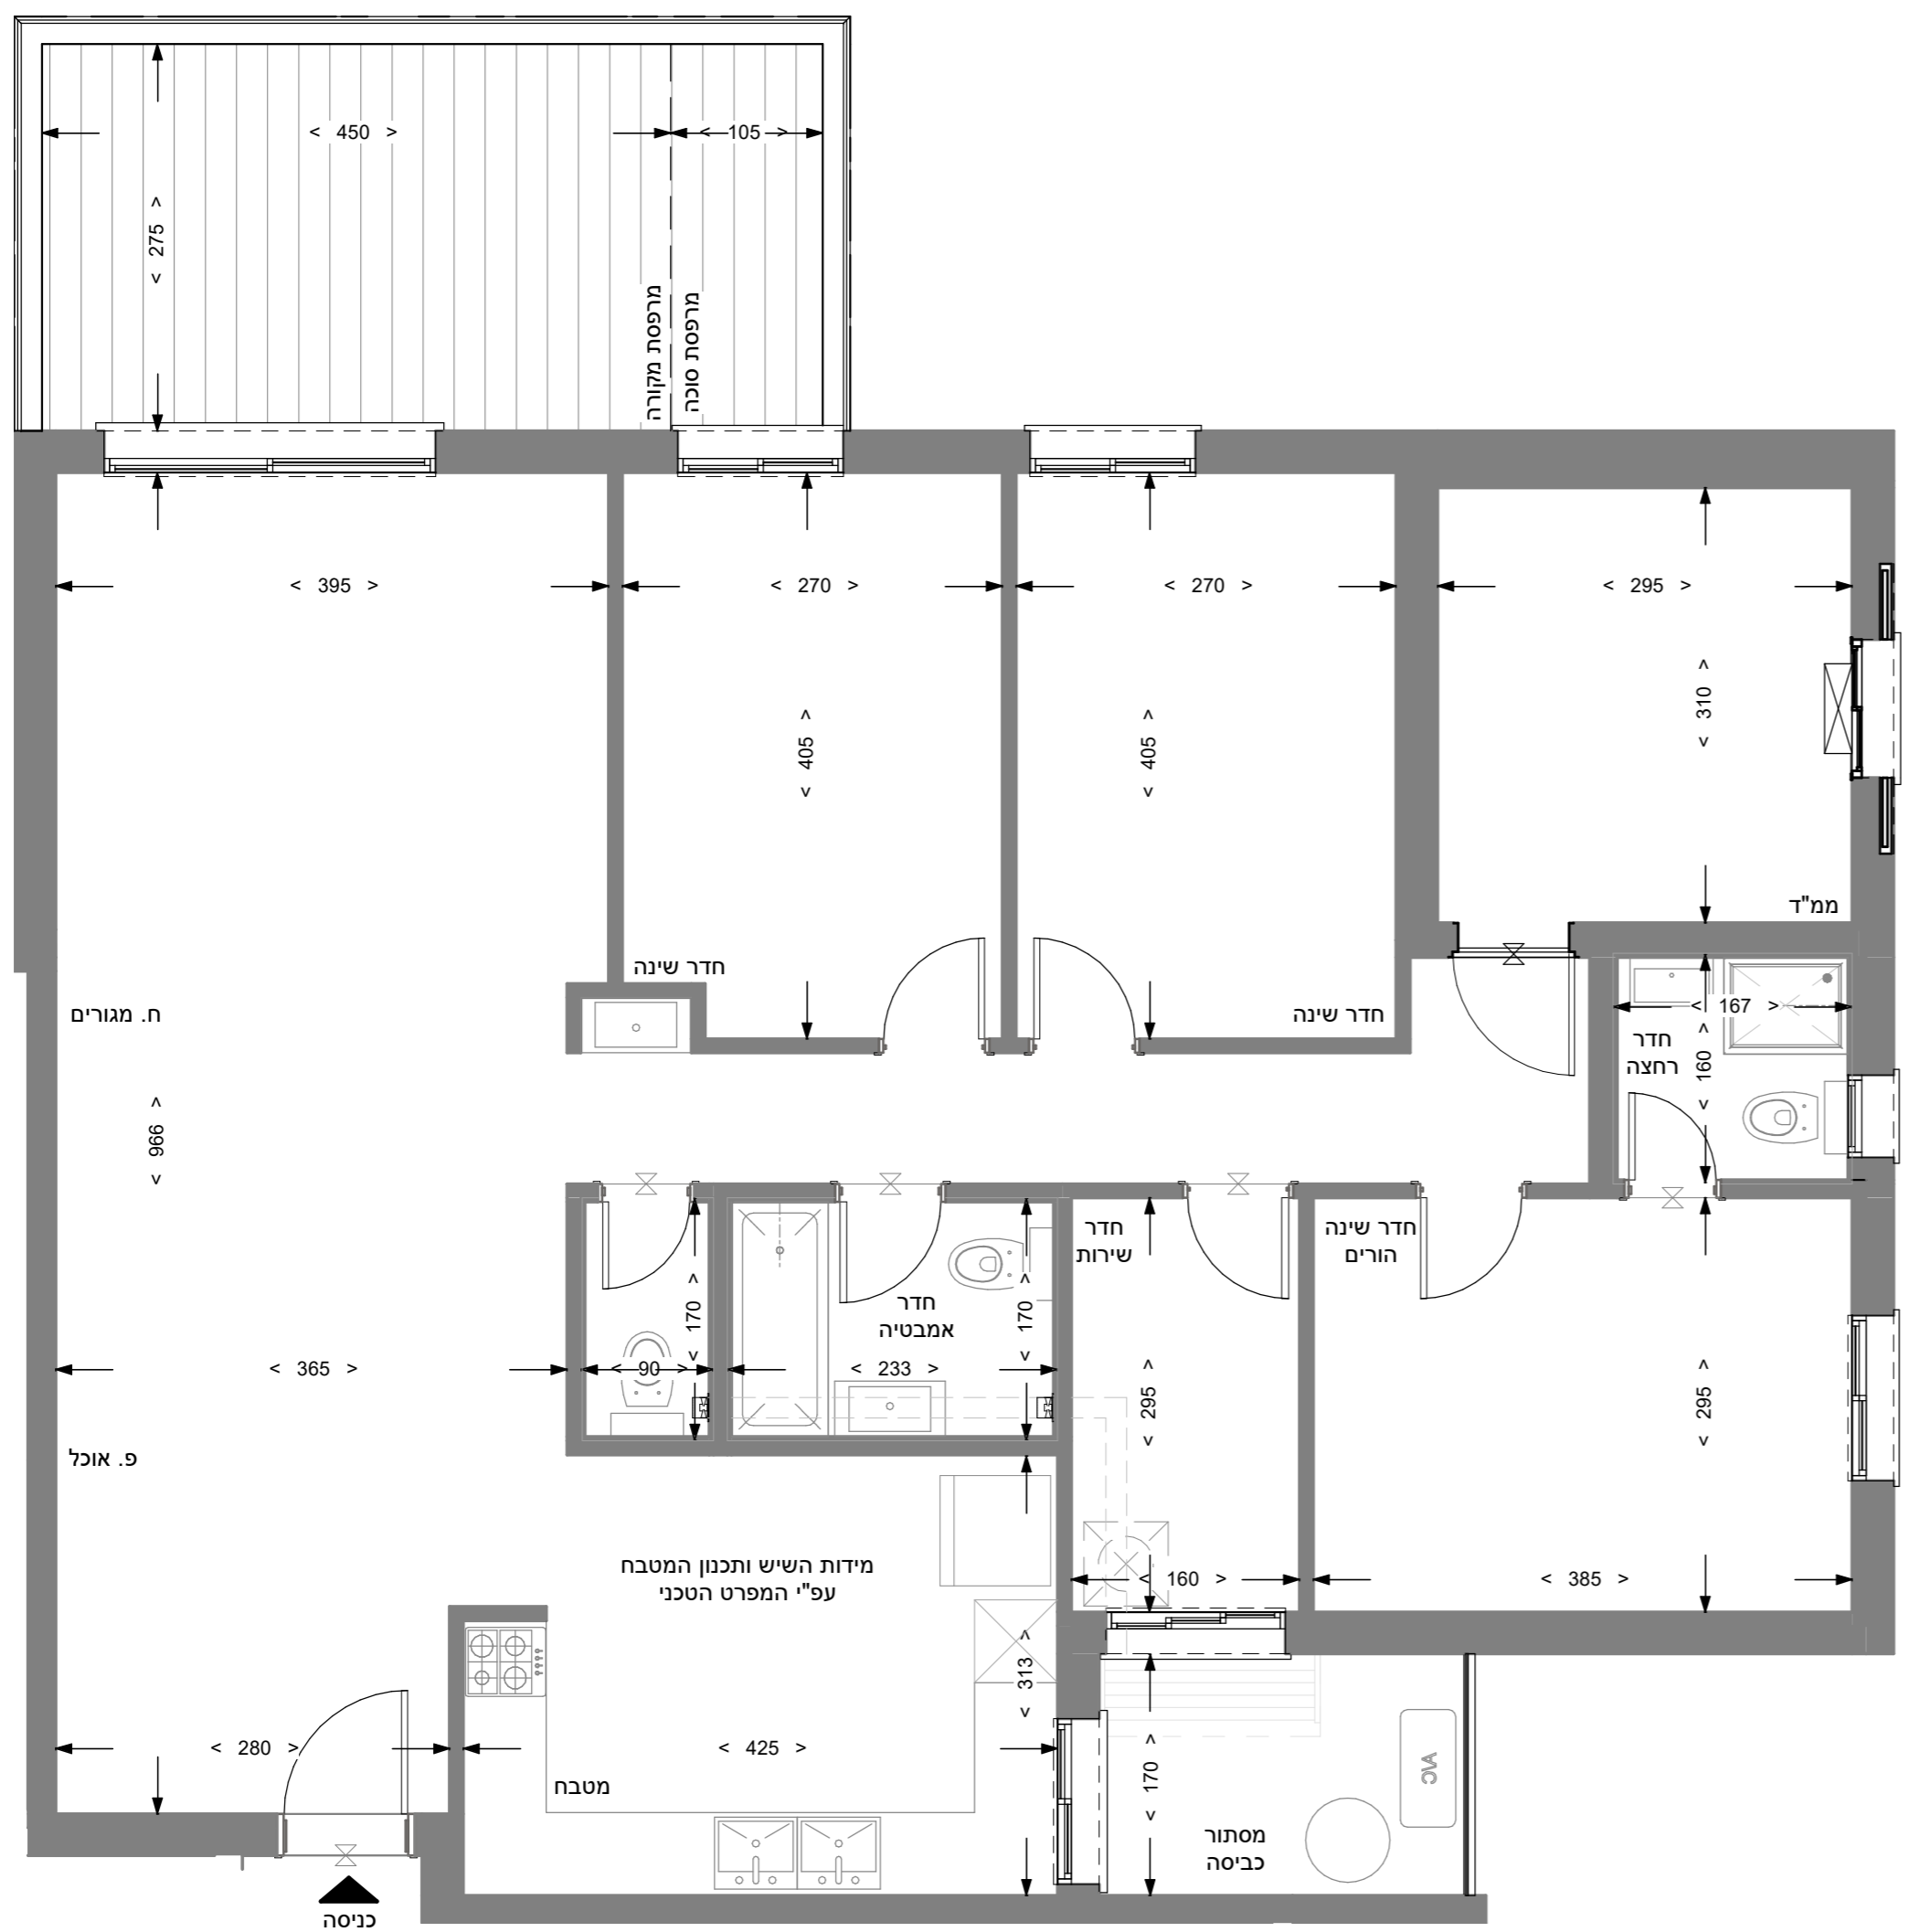 < 450 >
< 105 >
< 275 >
מרפסת מקורה
מרפסת סוכה
< 395 >
< 270 >
< 270 >
< 295 >
< 405 >
< 405 >
< 310 >
ממ"ד
חדר שינה
ח. מגורים
חדר שינה
< 167 >
חדר
רחצה
< 160 >
< 966 >
חדר
שירות
חדר שינה
הורים
< 170 >
חדר
אמבטיה
< 170 >
< 365 >
< 90 >
< 233 >
< 295 >
< 295 >
פ. אוכל
מידות השיש ותכנון המטבח
עפ"י המפרט הטכני
< 160 >
< 385 >
< 313 >
< 280 >
< 425 >
< 170 >
A/C
מטבח
מסתור
כביסה
כניסה